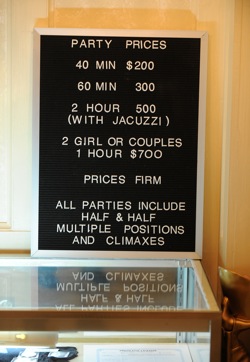 PARTY PRICES
40 MIN $200
60 MIN 300
2 HOUR 500
(WITH JACUZZI)
2 GIRL OR COUPLES
1 HOUR $700
PRICES FIRM
ALL PARTIES INCLUDE
HALF & HALF
MULTIPLE POSITIONS
AND CLIMAXES